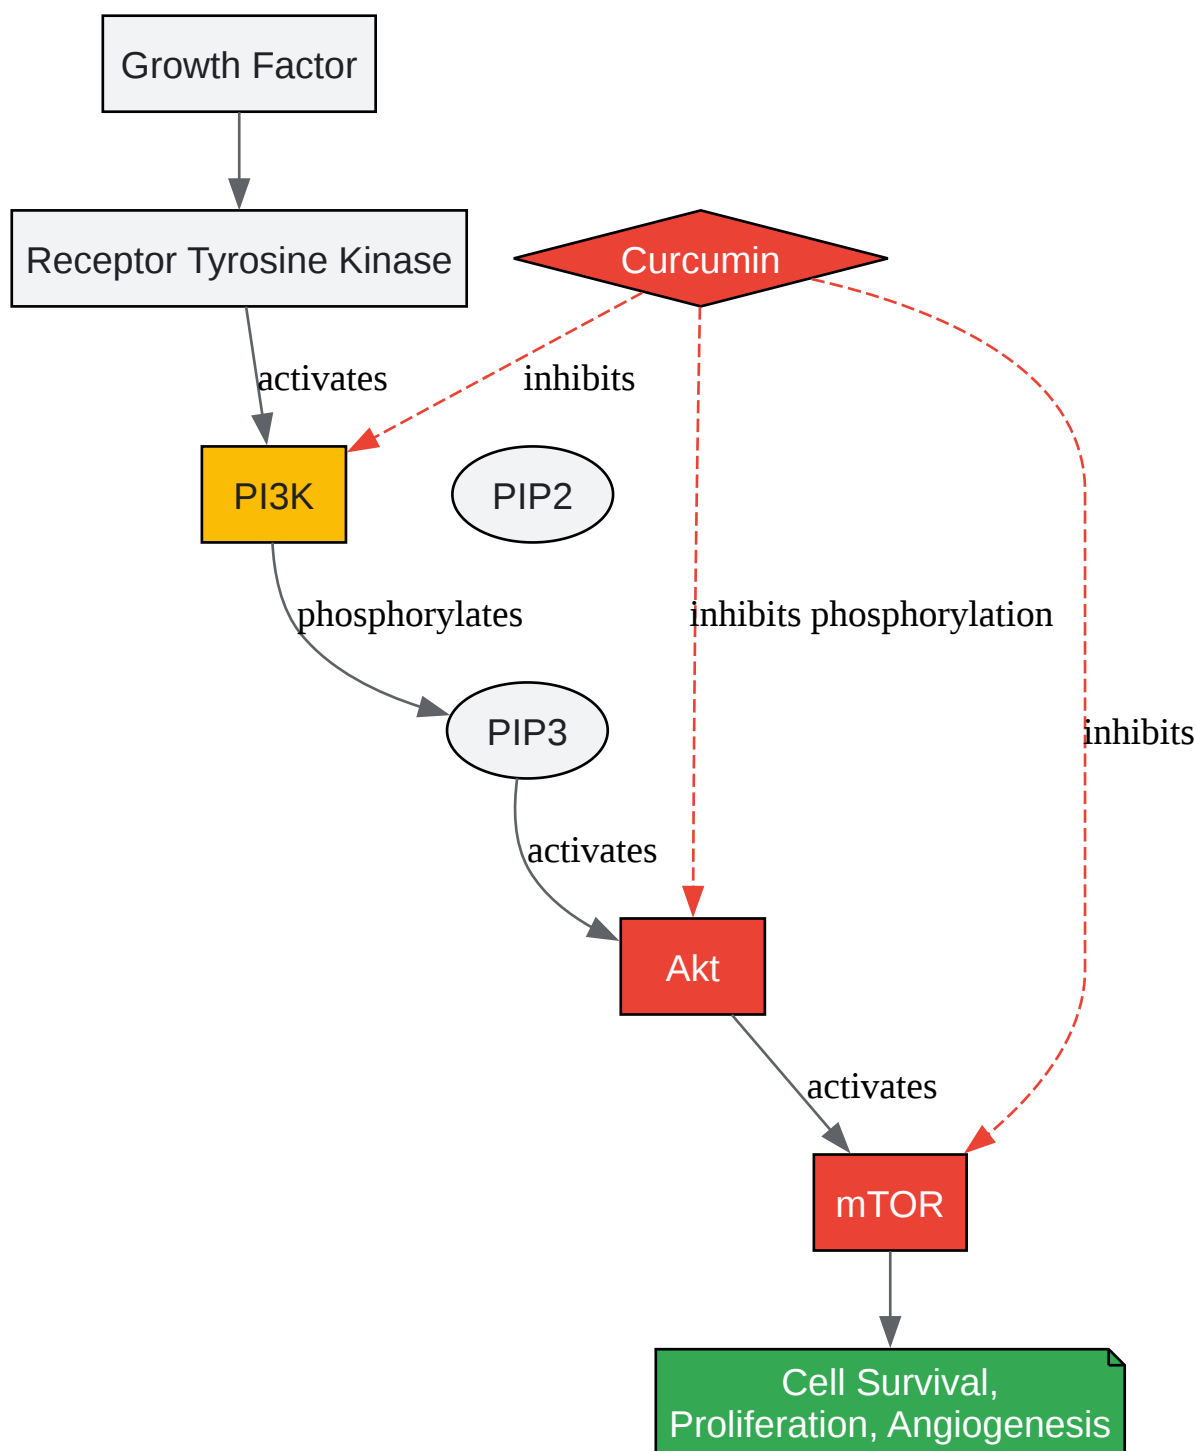 Growth Factor
Receptor Tyrosine Kinase
Curcumin
activates
inhibits
PI3K
PIP2
phosphorylates
inhibits phosphorylation
PIP3
inhibits
activates
Akt
activates
mTOR
Cell Survival,
Proliferation, Angiogenesis